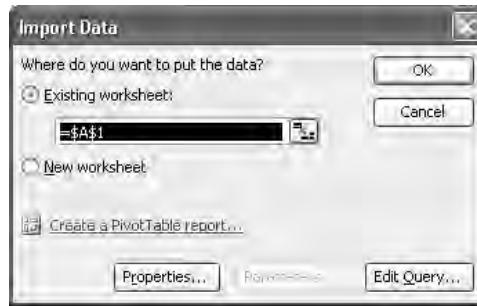 Import Data
Where do you want to put the data?
OK
Existing worksheet:
Cancel
=$A$1
New worksheet
Create a PivotTable report...
Properties...
Parameters...
Edit Query...